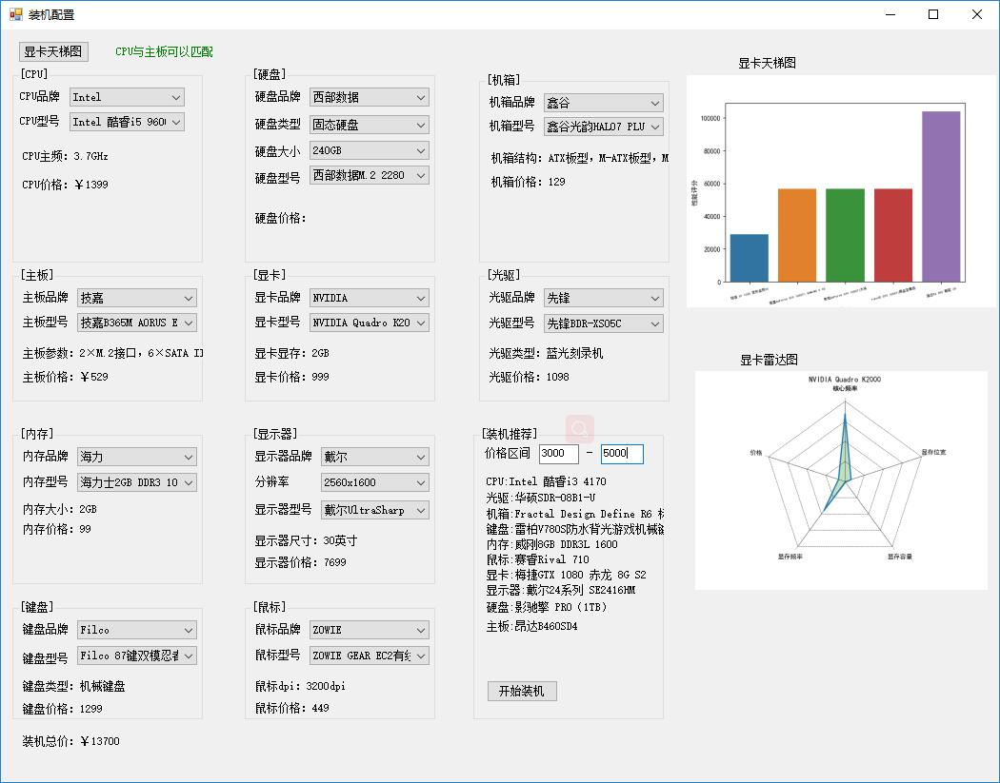 装机配置
显卡天梯图
CPU与主板可以匹配
[CPU]
CPU品牌 Intel
CPU型号 Intel 酷睿i5 960
CPU主频: 3.7GHz
CPU价格: ￥1399
[硬盘]
硬盘品牌 西部数据
硬盘类型 固态硬盘
硬盘大小 240GB
硬盘型号 西部数据M.2 2280
硬盘价格:
[机箱]
机箱品牌 鑫谷
机箱型号 鑫谷光韵HALO7 PLU
机箱结构: ATX板型, M-ATX板型, M
机箱价格: 129
[主板]
主板品牌 技嘉
主板型号 技嘉B365M AORUS E
主板参数: 2×M.2接口, 6×SATA II
主板价格: ￥529
[显卡]
显卡品牌 NVIDIA
显卡型号 NVIDIA Quadro K20
显卡显存: 2GB
显卡价格: 999
[光驱]
光驱品牌 先锋
光驱型号 先锋BDR-XS05C
光驱类型: 蓝光刻录机
光驱价格: 1098
[内存]
内存品牌 海力
内存型号 海力士2GB DDR3 10
内存大小: 2GB
内存价格: 99
[显示器]
显示器品牌 戴尔
分辨率 2560x1600
显示器型号 戴尔UltraSharp
显示器尺寸: 30英寸
显示器价格: 7699
[装机推荐]
价格区间 3000 - 5000
CPU:Intel 酷睿i3 4170
光驱:华硕SDR-08B1-U
机箱:Fractal Design Define R6
键盘:雷柏V780S防水背光游戏机械键
内存:威刚8GB DDR3L 1600
鼠标:赛睿Rival 710
显卡:梅捷GTX 1080 赤龙 8G S2
显示器:戴尔24系列 SE2416HM
硬盘:影驰擎 PRO (1TB)
主板:昂达B460SD4
开始装机
[键盘]
键盘品牌 Filco
键盘型号 Filco 87键双模忍者
键盘类型: 机械键盘
键盘价格: 1299
[鼠标]
鼠标品牌 ZOWIE
鼠标型号 ZOWIE GEAR EC2有
鼠标dpi: 3200dpi
鼠标价格: 449
装机总价: ￥13700
显卡天梯图
性能评分
100000
80000
60000
40000
20000
0
显卡雷达图
NVIDIA Quadro K2000
核心频率
价格
显存位宽
显存频率
显存容量